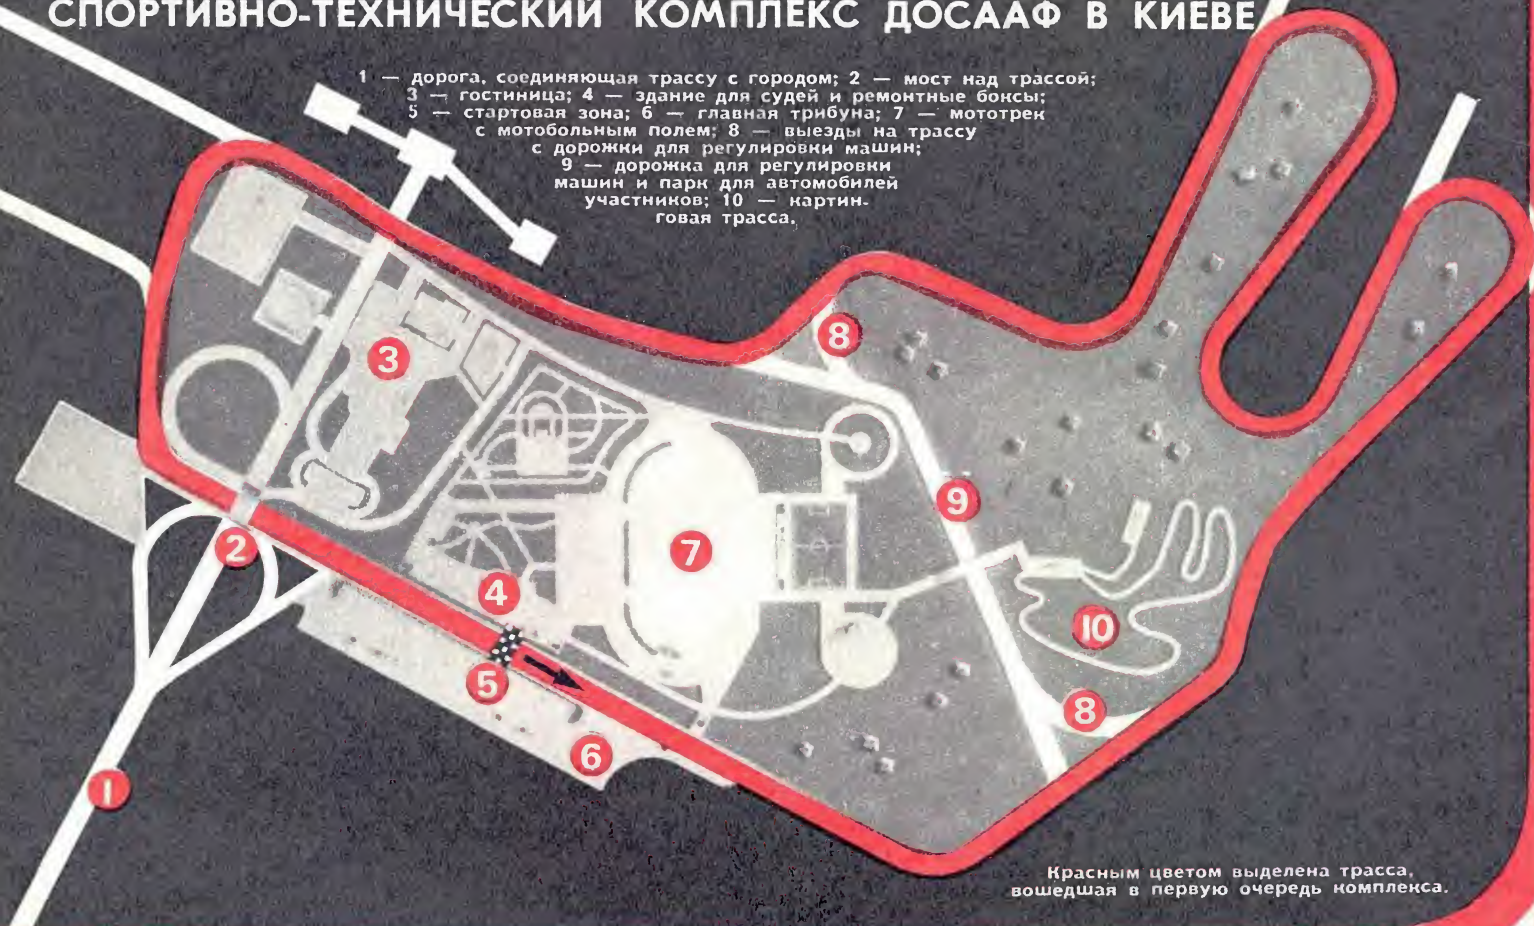 СПОРТИВНО-ТЕХНИЧЕСКИЙ КОМПЛЕКС ДОСААФ В КИЕВЕ
1 — дорога, соединяющая трассу с городом; 2 — мост над трассой;
3 — гостиница; 4 — здание для судей и ремонтные боксы;
5 — стартовая зона; 6 — главная трибуна; 7 — мототрек
с мотобольным полем; 8 — выезды на трассу
с дорожки для регулировки машин;
9 — дорожка для регулировки
машин и парк для автомобилей
участников; 10 — картин-
говая трасса.
8
3
9
2
7
4
10
5
8
6
1
Красным цветом выделена трасса,
вошедшая в первую очередь комплекса.